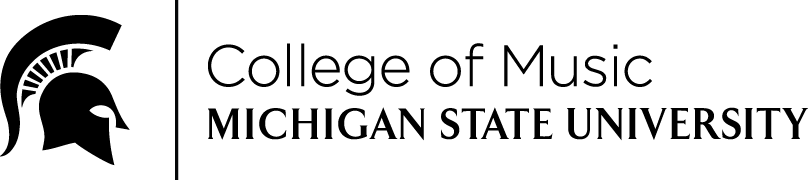 College of Music
MICHIGAN STATE UNIVERSITY